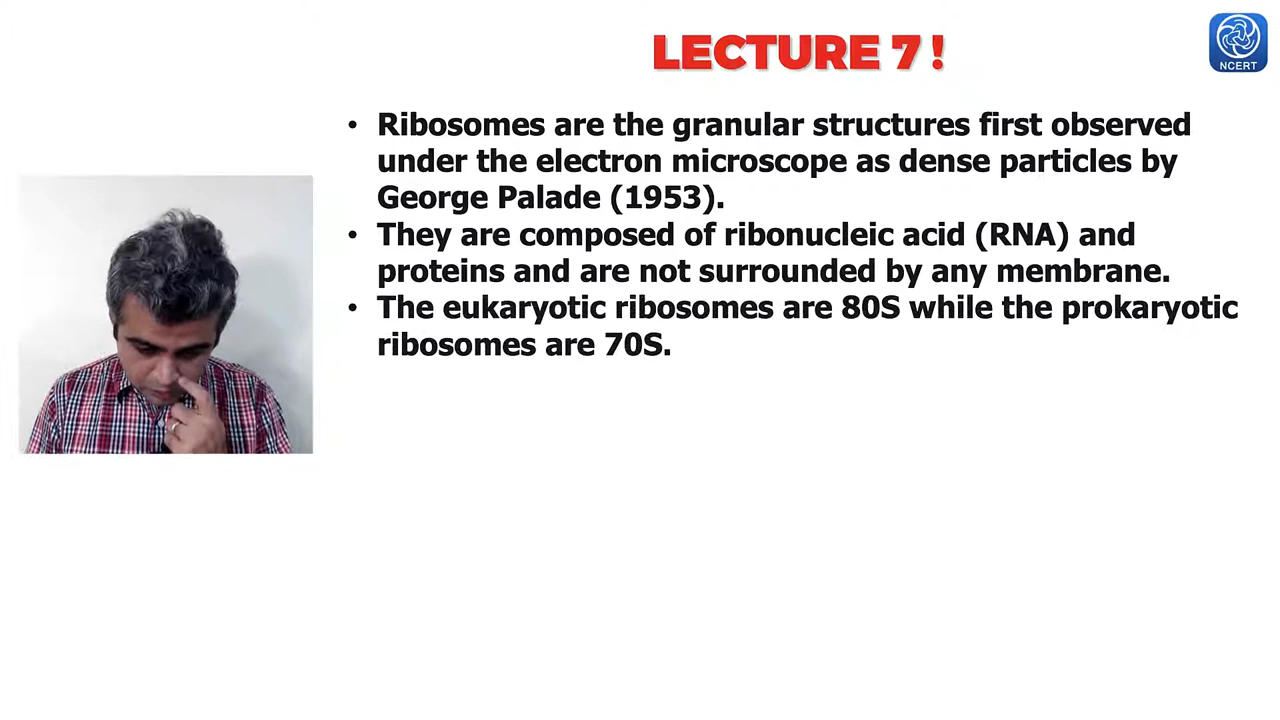 LECTURE 7 !
NCERT
• Ribosomes are the granular structures first observed
under the electron microscope as dense particles by
George Palade (1953).
• They are composed of ribonucleic acid (RNA) and
proteins and are not surrounded by any membrane.
• The eukaryotic ribosomes are 80S while the prokaryotic
ribosomes are 70S.